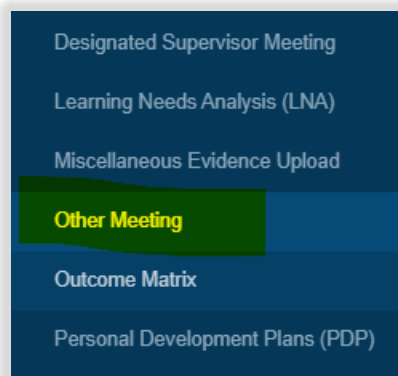 Designated Supervisor Meeting
Learning Needs Analysis (LNA)
Miscellaneous Evidence Upload
Other Meeting
Outcome Matrix
Personal Development Plans (PDP)